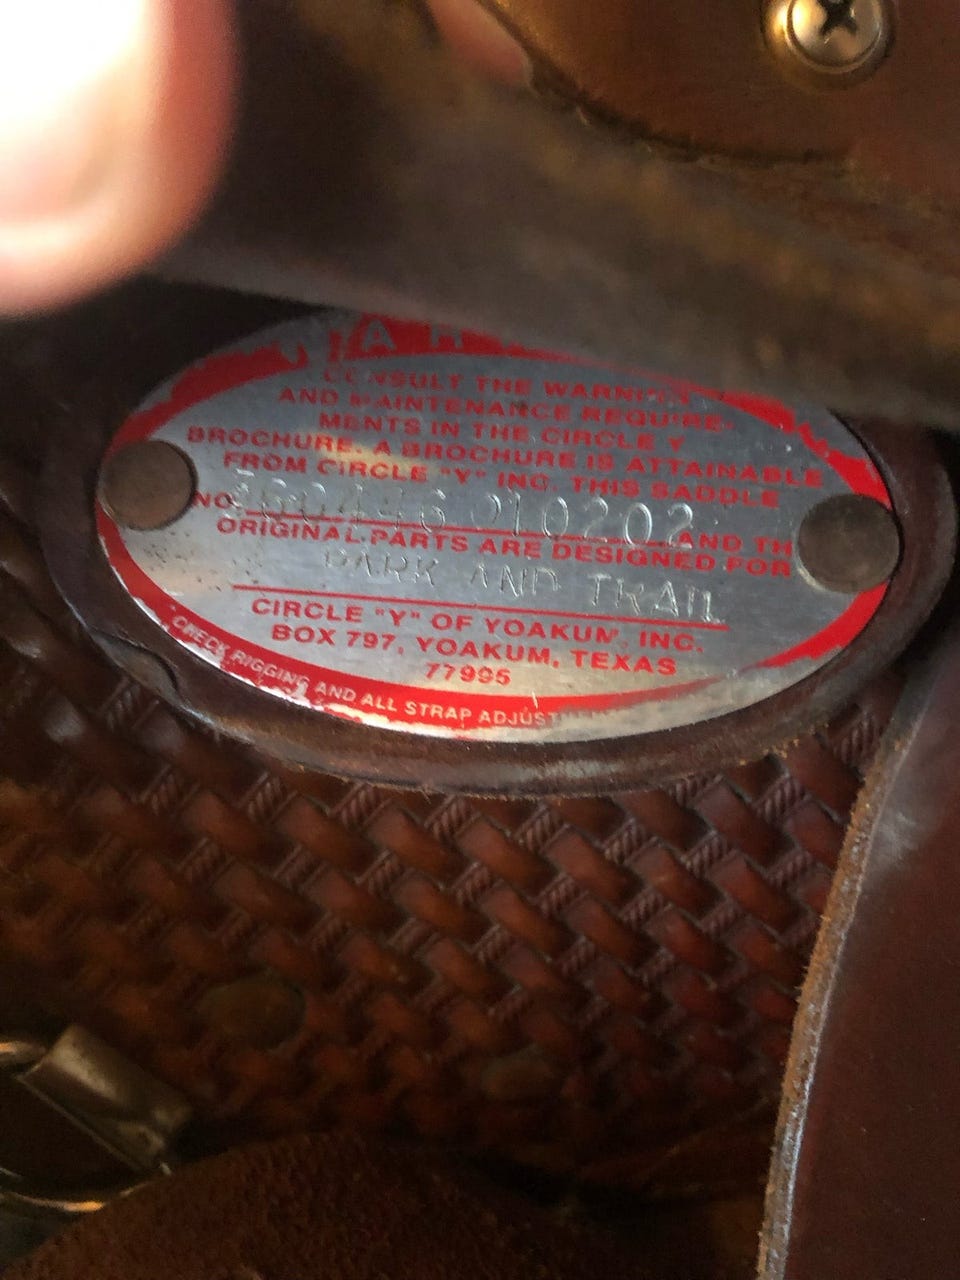 CONSULT THE WARNING
AND MAINTENANCE REQUIRE-
MENTS IN THE CIRCLE Y
BROCHURE. A BROCHURE IS ATTAINABLE
FROM CIRCLE "Y" INC. THIS SADDLE
NO. 010202 AND TH
ORIGINAL PARTS ARE DESIGNED FOR
PARK AND TRAIL
CIRCLE "Y" OF YOAKUM, INC.
BOX 797, YOAKUM, TEXAS
77995
CHECK RIGGING AND ALL STRAP